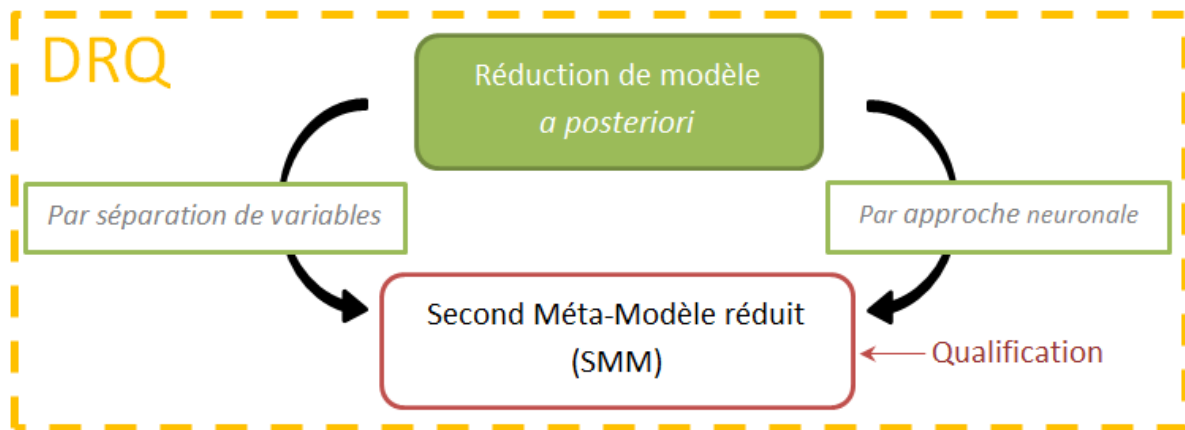 DRQ
Réduction de modèle
a posteriori
Par séparation de variables
Par approche neuronale
Second Méta-Modèle réduit
(SMM)
Qualification